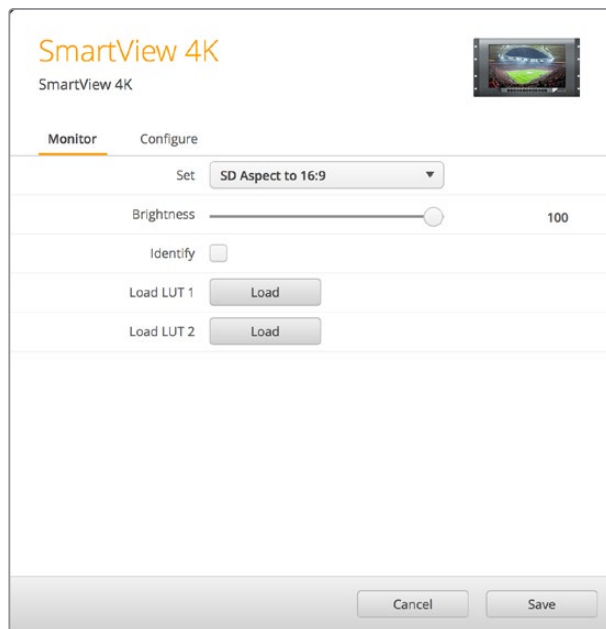 SmartView 4K
SmartView 4K
Monitor Configure
Set SD Aspect to 16:9
Brightness 100
Identify
Load LUT 1 Load
Load LUT 2 Load
Cancel Save